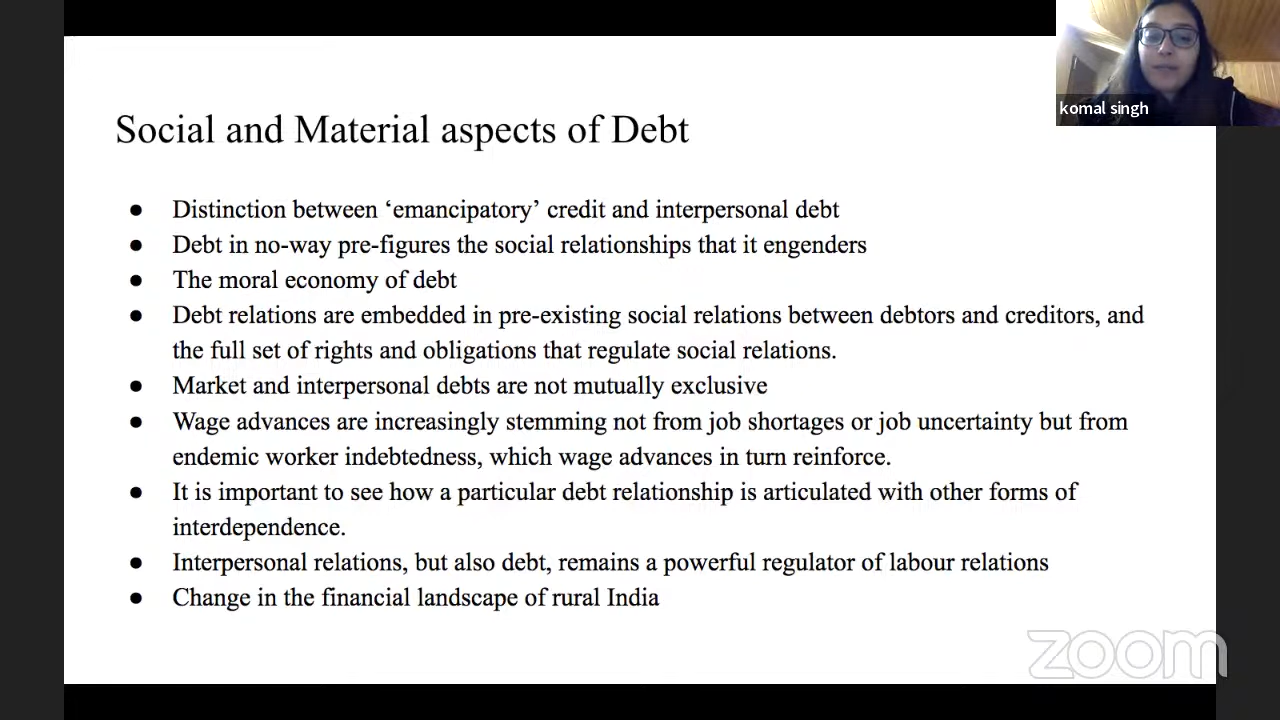 komal singh
Social and Material aspects of Debt
● Distinction between ‘emancipatory’ credit and interpersonal debt
● Debt in no-way pre-figures the social relationships that it engenders
● The moral economy of debt
● Debt relations are embedded in pre-existing social relations between debtors and creditors, and
the full set of rights and obligations that regulate social relations.
● Market and interpersonal debts are not mutually exclusive
● Wage advances are increasingly stemming not from job shortages or job uncertainty but from
endemic worker indebtedness, which wage advances in turn reinforce.
● It is important to see how a particular debt relationship is articulated with other forms of
interdependence.
● Interpersonal relations, but also debt, remains a powerful regulator of labour relations
● Change in the financial landscape of rural India
zoom